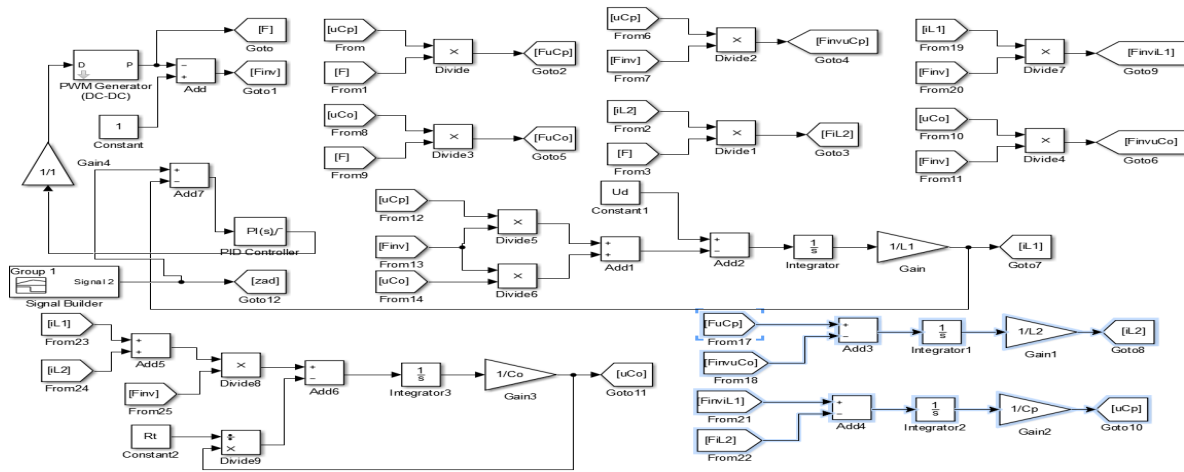 [F]
Goto
D
P
PWM Generator
(DC-DC)
Add
[Finv]
Goto1
1
Constant
1/1
Gain4
Add7
PI(s)
PID Controller
Group 1
Signal 2
Signal Builder
[zad]
Goto12
[uCp]
From
[F]
From1
×
Divide
[FuCp]
Goto2
[uCo]
From8
[F]
From9
×
Divide3
[FuCo]
Goto5
[uCp]
From6
[Finv]
From7
×
Divide2
[FinvuCp]
Goto4
[iL2]
From2
[F]
From3
×
Divide1
[FiL2]
Goto3
[iL1]
From19
[Finv]
From20
×
Divide7
[FinviL1]
Goto9
[uCo]
From10
[Finv]
From11
×
Divide4
[FinvuCo]
Goto6
[uCp]
From12
[Finv]
From13
[uCo]
From14
×
Divide5
×
Divide6
Add1
Ud
Constant1
Add2
1
s
Integrator
1/L1
Gain
[iL1]
Goto7
[iL1]
From23
[iL2]
From24
Add5
[Finv]
From25
×
Divide8
Add6
1
s
Integrator3
1/Co
Gain3
[uCo]
Goto11
Rt
Constant2
÷
×
Divide9
[FuCp]
From17
[FinvuCo]
From18
Add3
1
s
Integrator1
1/L2
Gain1
[iL2]
Goto8
[FinviL1]
From21
[FiL2]
From22
Add4
1
s
Integrator2
1/Cp
Gain2
[uCp]
Goto10